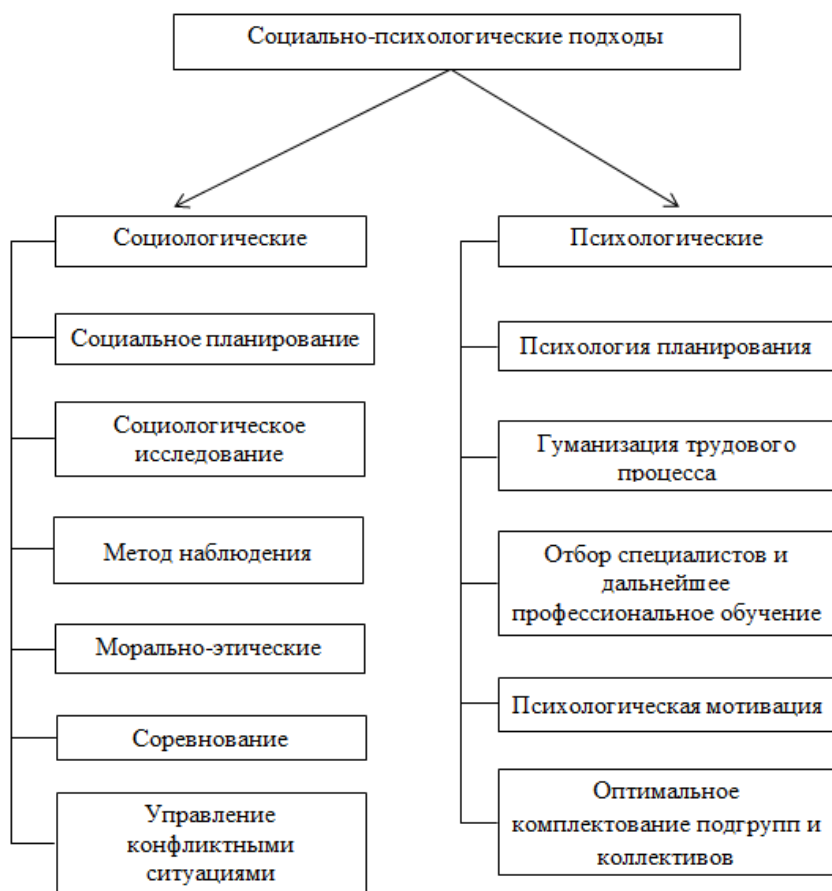 Социально-психологические подходы
Социологические
Социальное планирование
Социологическое
исследование
Метод наблюдения
Морально-этические
Соревнование
Управление
конфликтными
ситуациями
Психологические
Психология планирования
Гуманизация трудового
процесса
Отбор специалистов и
дальнейшее
профессиональное обучение
Психологическая мотивация
Оптимальное
комплектование подгрупп и
коллективов